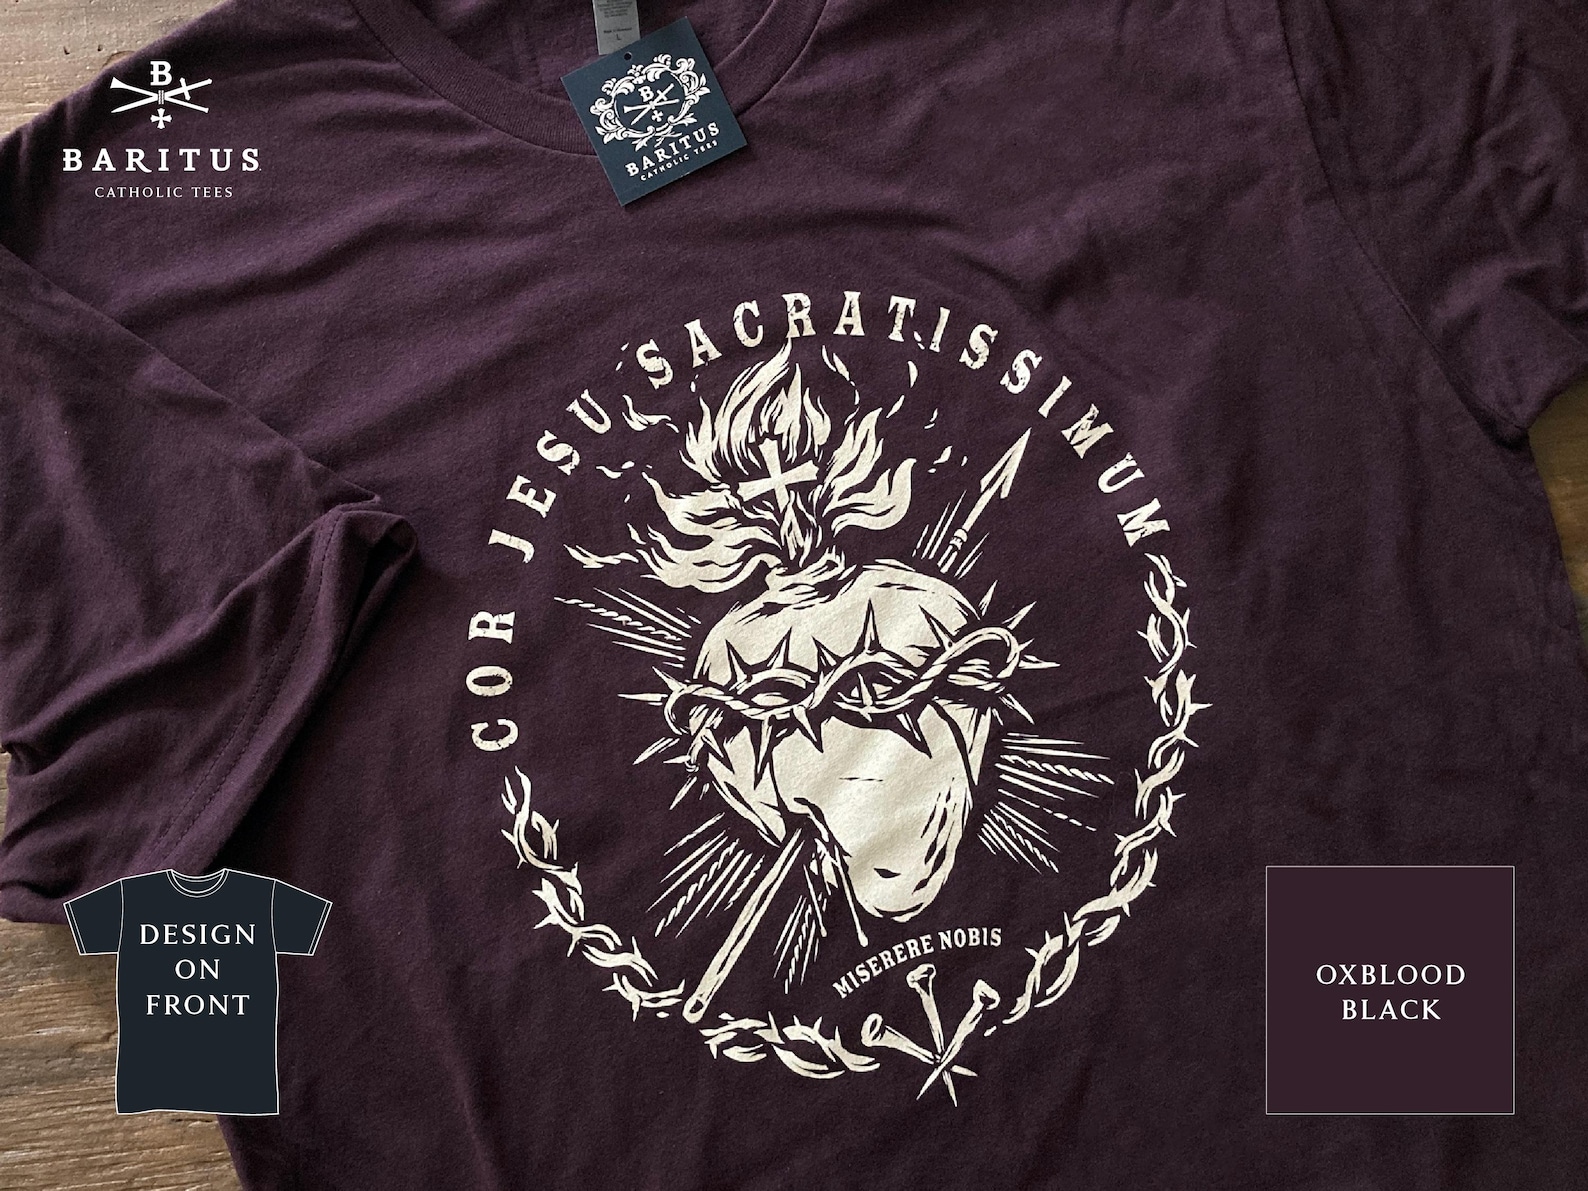 B
BARITUS
CATHOLIC TEES
L
B
BARITUS
CATHOLIC TEES
COR JESU SACRATISSIMUM
MISERERE NOBIS
DESIGN
ON
FRONT
OXBLOOD
BLACK